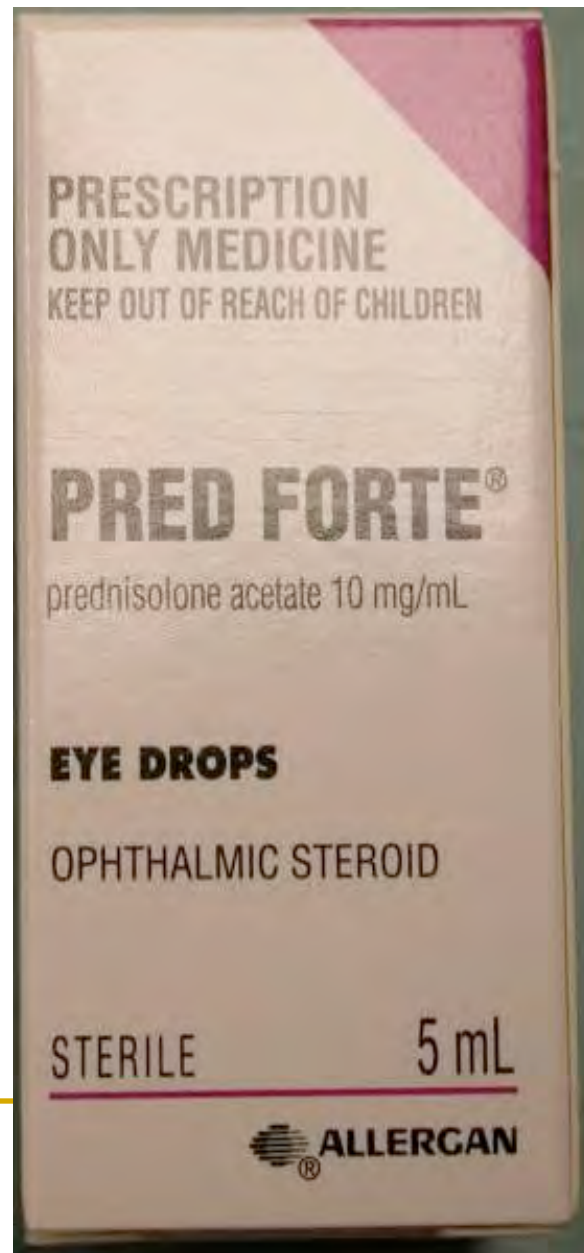 PRESCRIPTION
ONLY MEDICINE
KEEP OUT OF REACH OF CHILDREN
PRED FORTE®
prednisolone acetate 10 mg/mL
EYE DROPS
OPHTHALMIC STEROID
STERILE 5 mL
® ALLERGAN